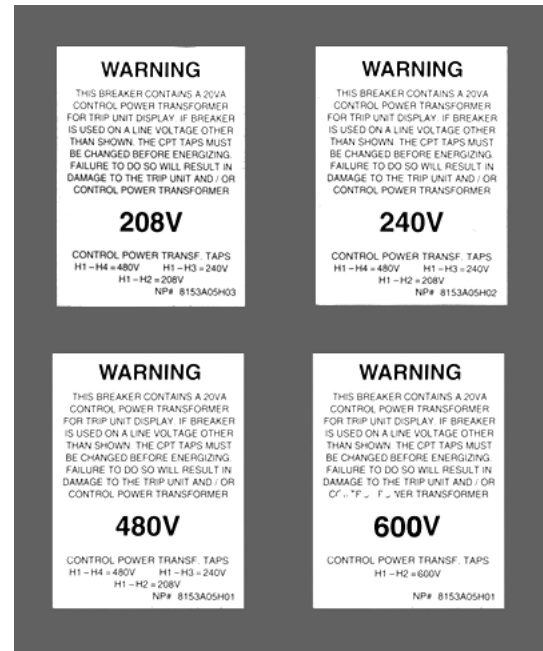 WARNING
THIS BREAKER CONTAINS A 20VA
CONTROL POWER TRANSFORMER
FOR TRIP UNIT DISPLAY. IF BREAKER
IS USED ON A LINE VOLTAGE OTHER
THAN SHOWN. THE CPT TAPS MUST
BE CHANGED BEFORE ENERGIZING.
FAILURE TO DO SO WILL RESULT IN
DAMAGE TO THE TRIP UNIT AND / OR
CONTROL POWER TRANSFORMER
208V
CONTROL POWER TRANSF. TAPS
H1-H4=480V H1-H3=240V
H1-H2=208V
NP# 8153A05H03
WARNING
THIS BREAKER CONTAINS A 20VA
CONTROL POWER TRANSFORMER
FOR TRIP UNIT DISPLAY. IF BREAKER
IS USED ON A LINE VOLTAGE OTHER
THAN SHOWN. THE CPT TAPS MUST
BE CHANGED BEFORE ENERGIZING.
FAILURE TO DO SO WILL RESULT IN
DAMAGE TO THE TRIP UNIT AND / OR
CONTROL POWER TRANSFORMER
240V
CONTROL POWER TRANSF. TAPS
H1-H4=480V H1-H3=240V
H1-H2=208V
NP# 8153A05H02
WARNING
THIS BREAKER CONTAINS A 20VA
CONTROL POWER TRANSFORMER
FOR TRIP UNIT DISPLAY. IF BREAKER
IS USED ON A LINE VOLTAGE OTHER
THAN SHOWN. THE CPT TAPS MUST
BE CHANGED BEFORE ENERGIZING.
FAILURE TO DO SO WILL RESULT IN
DAMAGE TO THE TRIP UNIT AND / OR
CONTROL POWER TRANSFORMER
480V
CONTROL POWER TRANSF. TAPS
H1-H4=480V H1-H3=240V
H1-H2=208V
NP# 8153A05H01
WARNING
THIS BREAKER CONTAINS A 20VA
CONTROL POWER TRANSFORMER
FOR TRIP UNIT DISPLAY. IF BREAKER
IS USED ON A LINE VOLTAGE OTHER
THAN SHOWN. THE CPT TAPS MUST
BE CHANGED BEFORE ENERGIZING.
FAILURE TO DO SO WILL RESULT IN
DAMAGE TO THE TRIP UNIT AND / OR
TRANSFORMER
600V
CONTROL POWER TRANSF. TAPS
H1-H2=600V
NP# 8153A05H01